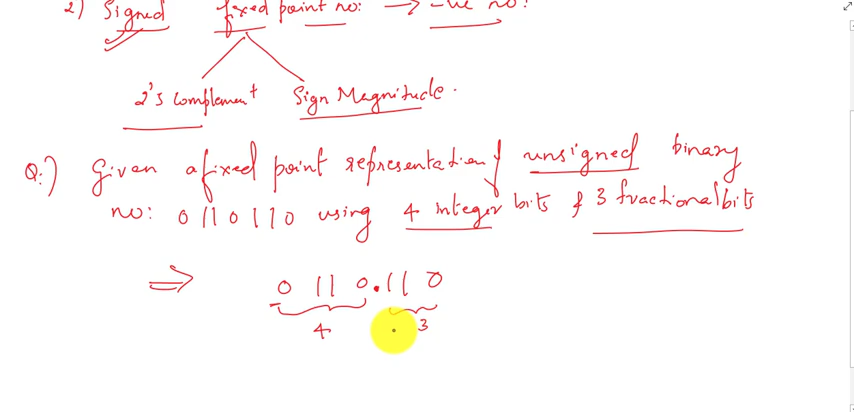 2) Signed fixed point no: → -ve no:
2's complement Sign Magnitude.
Q:) Given a fixed point representation of unsigned binary
no: 0110110 using 4 integer bits & 3 fractional bits
⇒ 0110.110
4 3